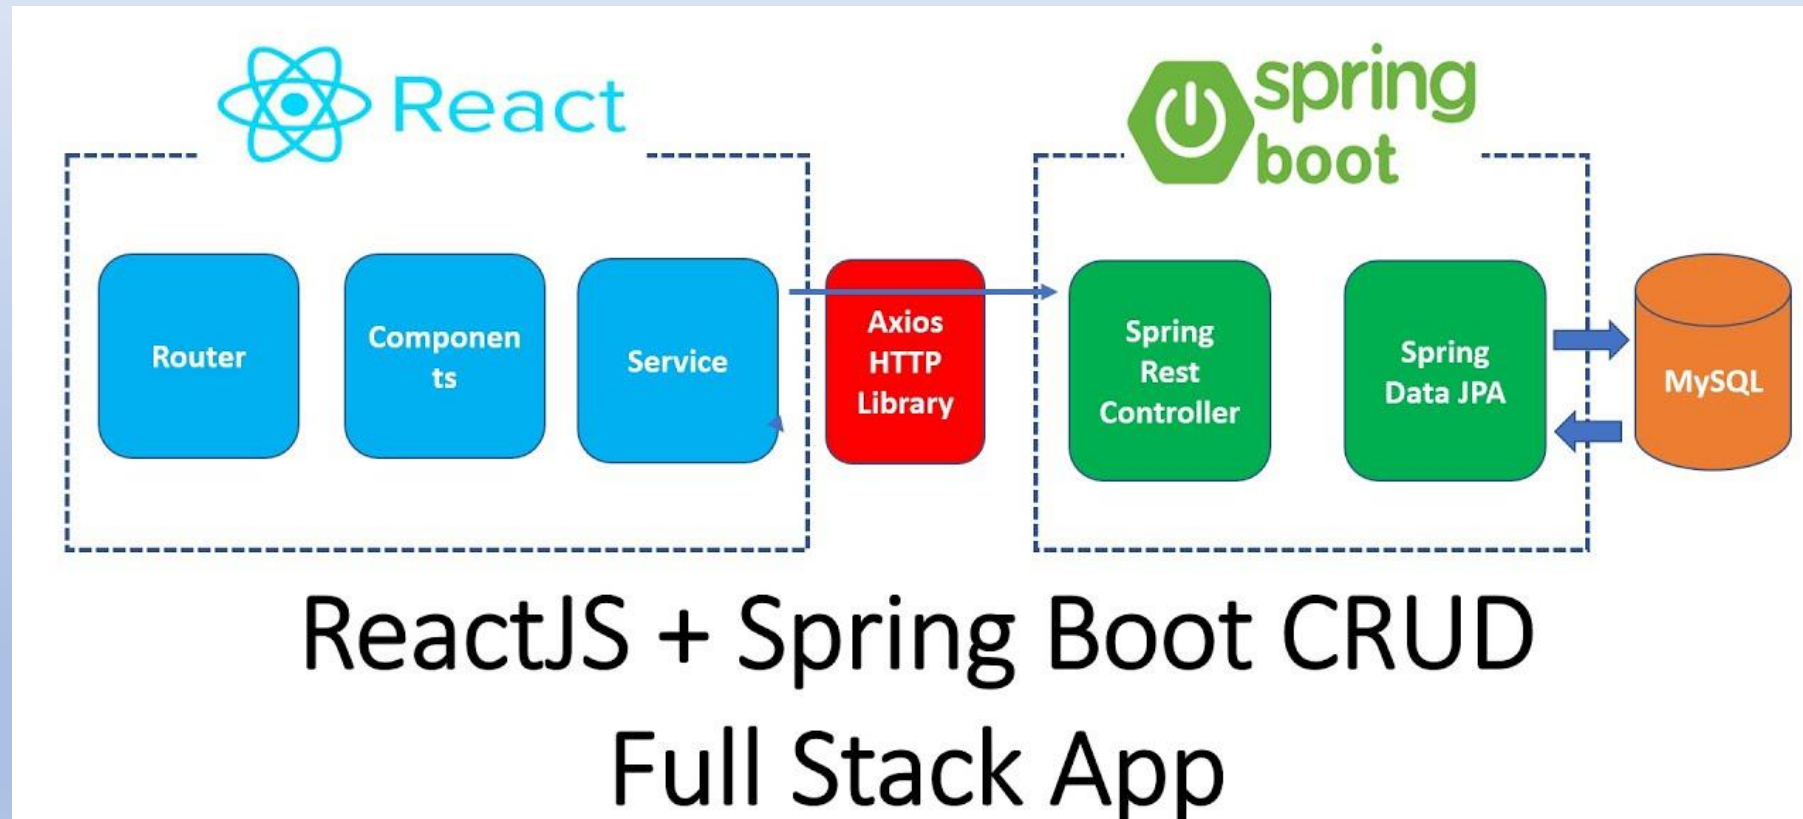 React
spring
boot
Router
Componen
ts
Service
Axios
HTTP
Library
Spring
Rest
Controller
Spring
Data JPA
MySQL
ReactJS + Spring Boot CRUD
Full Stack App